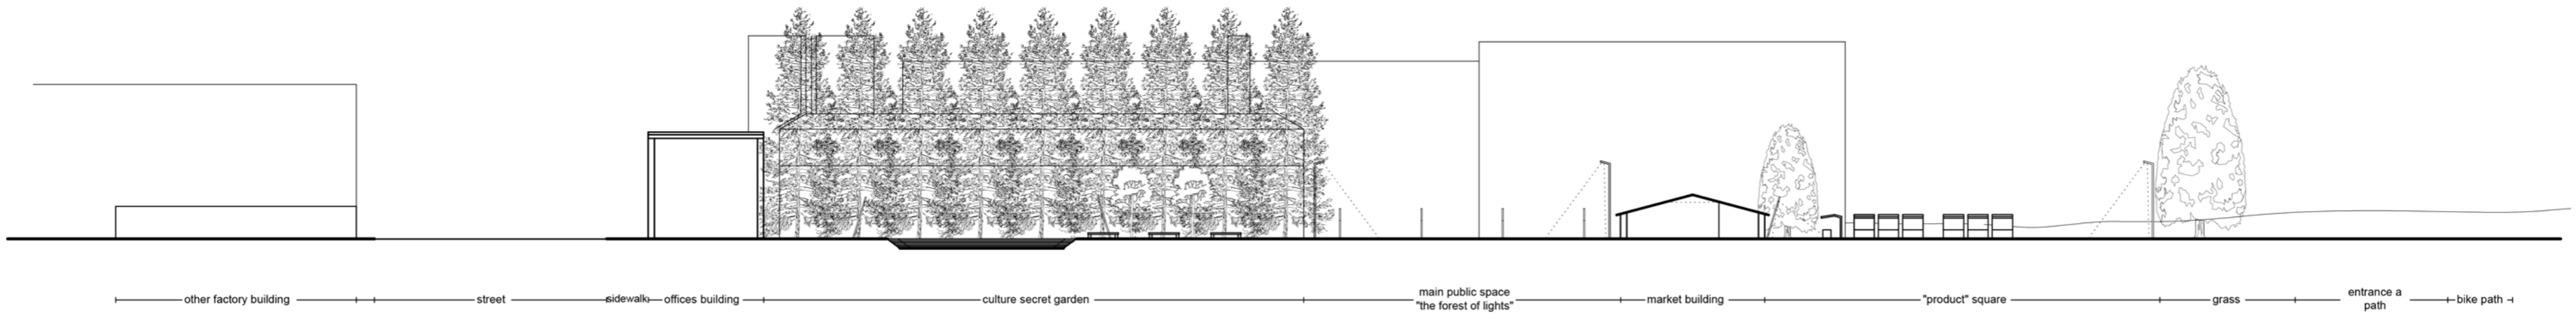 other factory building
street
sidewalk
offices building
culture secret garden
main public space
"the forest of lights"
market building
"product" square
grass
entrance a
path
bike path